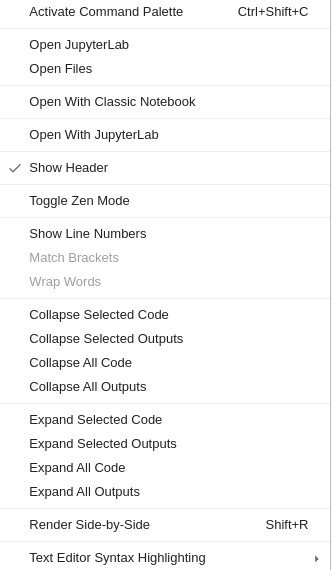 Activate Command Palette Ctrl+Shift+C
Open JupyterLab
Open Files
Open With Classic Notebook
Open With JupyterLab
Show Header
Toggle Zen Mode
Show Line Numbers
Match Brackets
Wrap Words
Collapse Selected Code
Collapse Selected Outputs
Collapse All Code
Collapse All Outputs
Expand Selected Code
Expand Selected Outputs
Expand All Code
Expand All Outputs
Render Side-by-Side Shift+R
Text Editor Syntax Highlighting